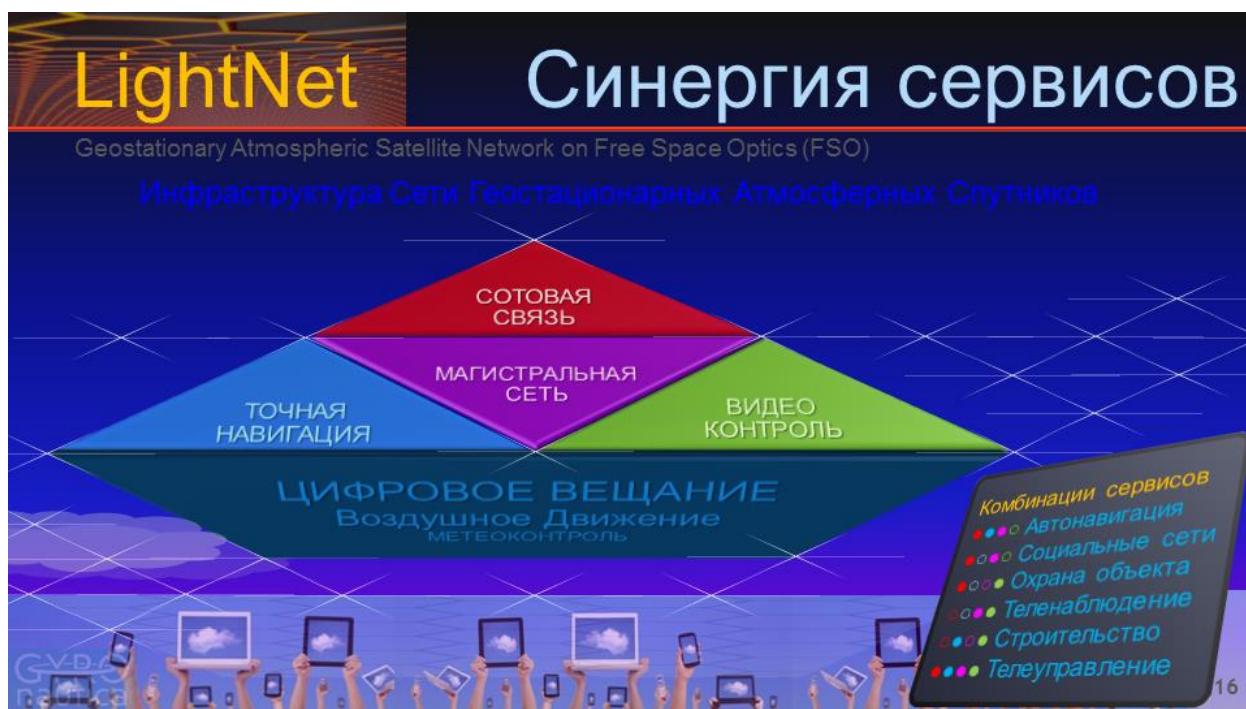 LightNet
Синергия сервисов
Geostationary Atmospheric Satellite Network on Free Space Optics (FSO)
Инфраструктура Сети Геостационарных Атмосферных Спутников
СОТОВАЯ
СВЯЗЬ
МАГИСТРАЛЬНАЯ
СЕТЬ
ТОЧНАЯ
НАВИГАЦИЯ
ВИДЕО
КОНТРОЛЬ
ЦИФРОВОЕ ВЕЩАНИЕ
Воздушное Движение
МЕТЕОКОНТРОЛЬ
Комбинации сервисов
Автонавигация
Социальные сети
Охрана объекта
Теленаблюдение
Строительство
Телеуправление
GYRO
nautica
16